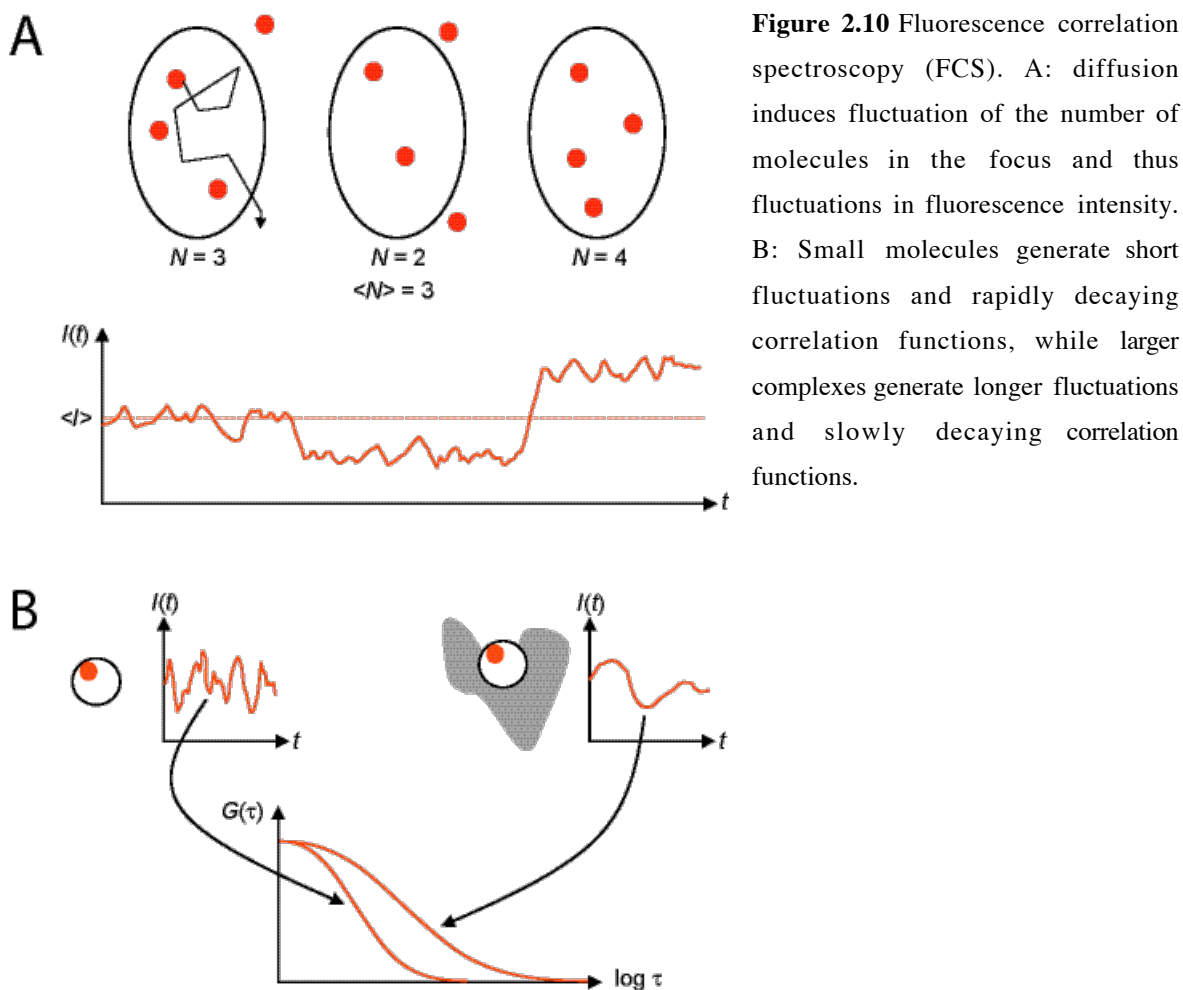 A
N = 3
N = 2
N = 4
<N> = 3
I(t)
<I>
t
Figure 2.10 Fluorescence correlation
spectroscopy (FCS). A: diffusion
induces fluctuation of the number of
molecules in the focus and thus
fluctuations in fluorescence intensity.
B: Small molecules generate short
fluctuations and rapidly decaying
correlation functions, while larger
complexes generate longer fluctuations
and slowly decaying correlation
functions.
B
I(t)
t
I(t)
t
G(τ)
log τ